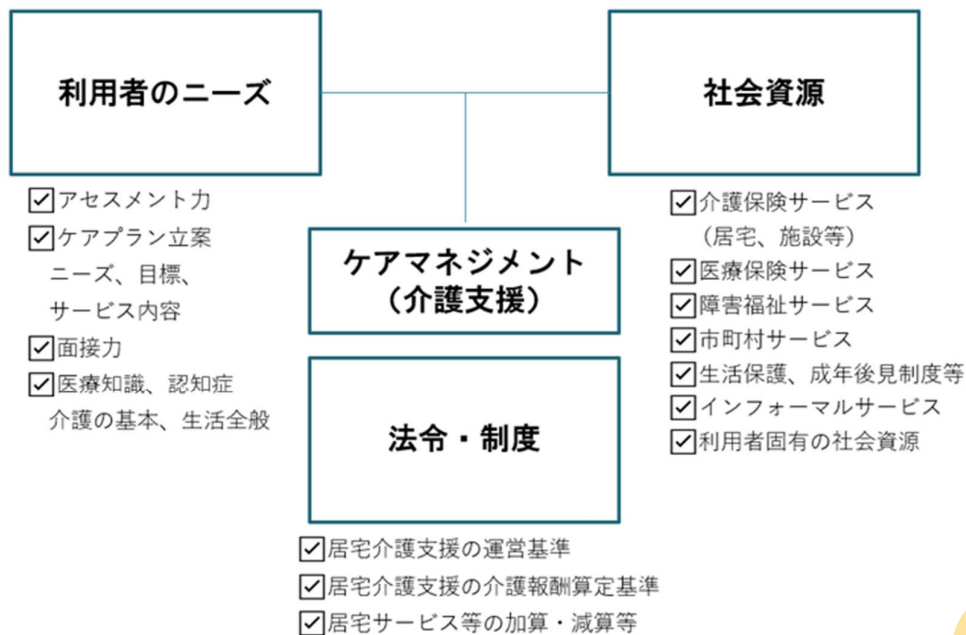 利用者のニーズ
アセスメント力
ケアプラン立案
ニーズ、目標、
サービス内容
面接力
医療知識、認知症
介護の基本、生活全般
社会資源
介護保険サービス
（居宅、施設等）
医療保険サービス
障害福祉サービス
市町村サービス
生活保護、成年後見制度等
インフォーマルサービス
利用者固有の社会資源
ケアマネジメント
（介護支援）
法令・制度
居宅介護支援の運営基準
居宅介護支援の介護報酬算定基準
居宅サービス等の加算・減算等